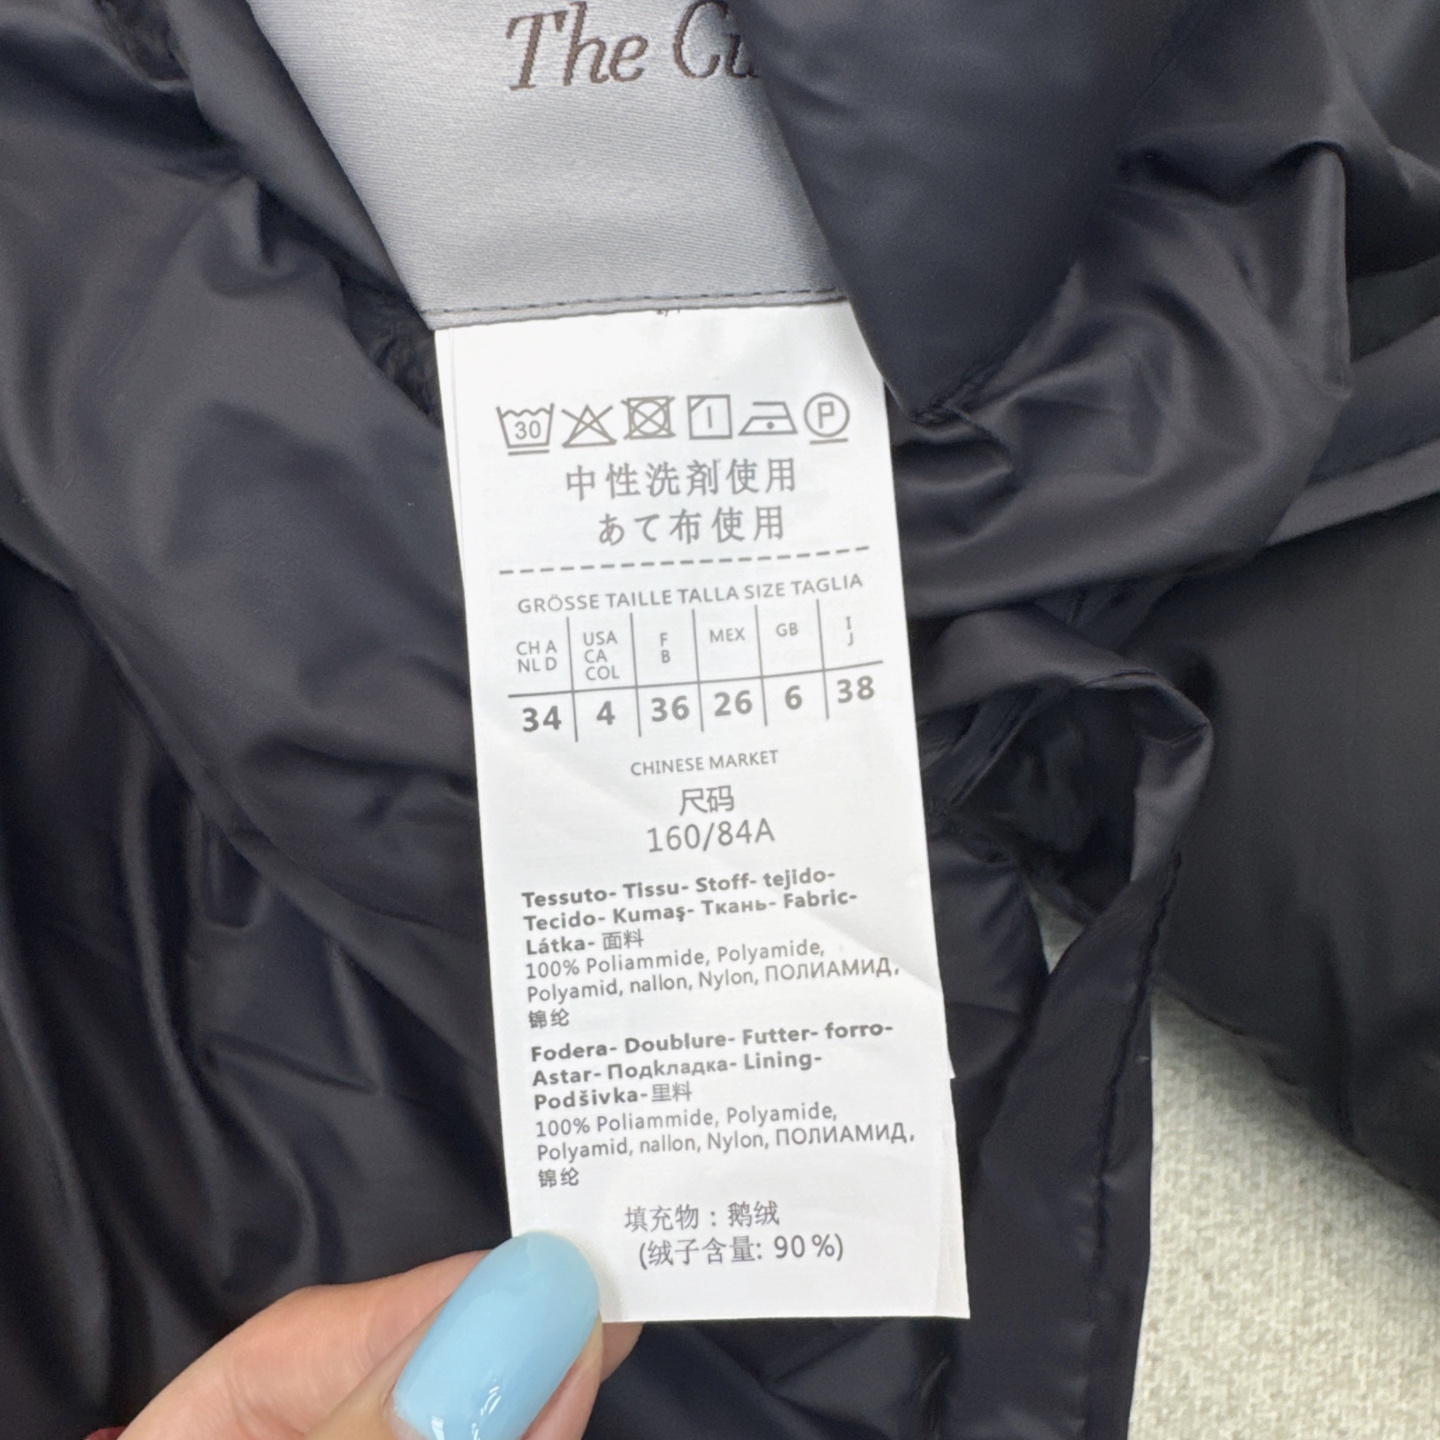 The
30 P
中性洗剤使用
あて布使用
GRÖSSE TAILLE TALLA SIZE TAGLIA
CH A NL D USA CA COL F B MEX GB I J
34 4 36 26 6 38
CHINESE MARKET
尺码
160/84A
Tessuto- Tissu- Stoff- tejido-
Tecido- Kumaş- Ткань- Fabric-
Látka- 面料
100% Poliammide, Polyamide,
Polyamid, nallon, Nylon, ПОЛИАМИД,
锦纶
Fodera- Doublure- Futter- forro-
Astar- Подкладка- Lining-
Podšivka-里料
100% Poliammide, Polyamide,
Polyamid, nallon, Nylon, ПОЛИАМИД,
锦纶
填充物：鹅绒
(绒子含量: 90%)